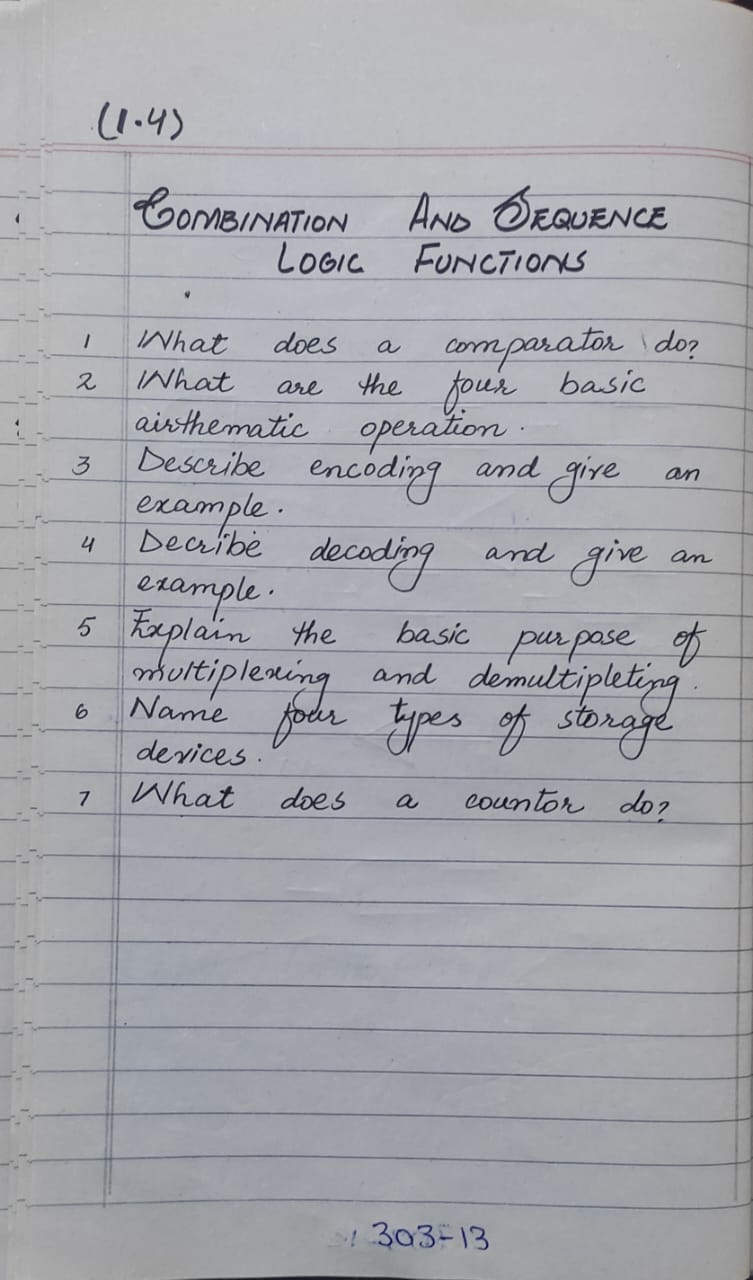 (1.4)
COMBINATION AND SEQUENCE
LOGIC FUNCTIONS
1 What does a comparator do?
2 What are the four basic
airthematic operation.
3 Describe encoding and give an
example.
4 Decribe decoding and give an
example.
5 Explain the basic purpose of
multiplexing and demultipleting.
6 Name four types of storage
devices.
7 What does a countor do?
303-13